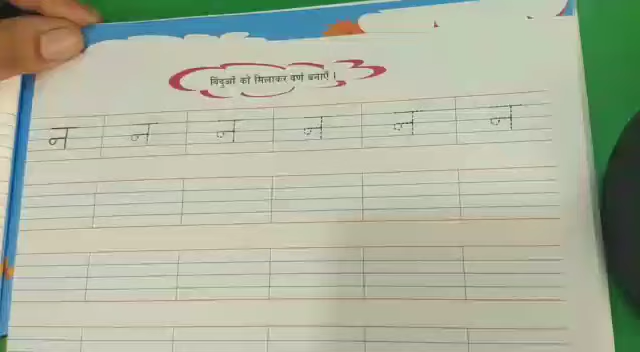 बिंदुओं को मिलाकर वर्ण बनाएँ ।
न न न न न न